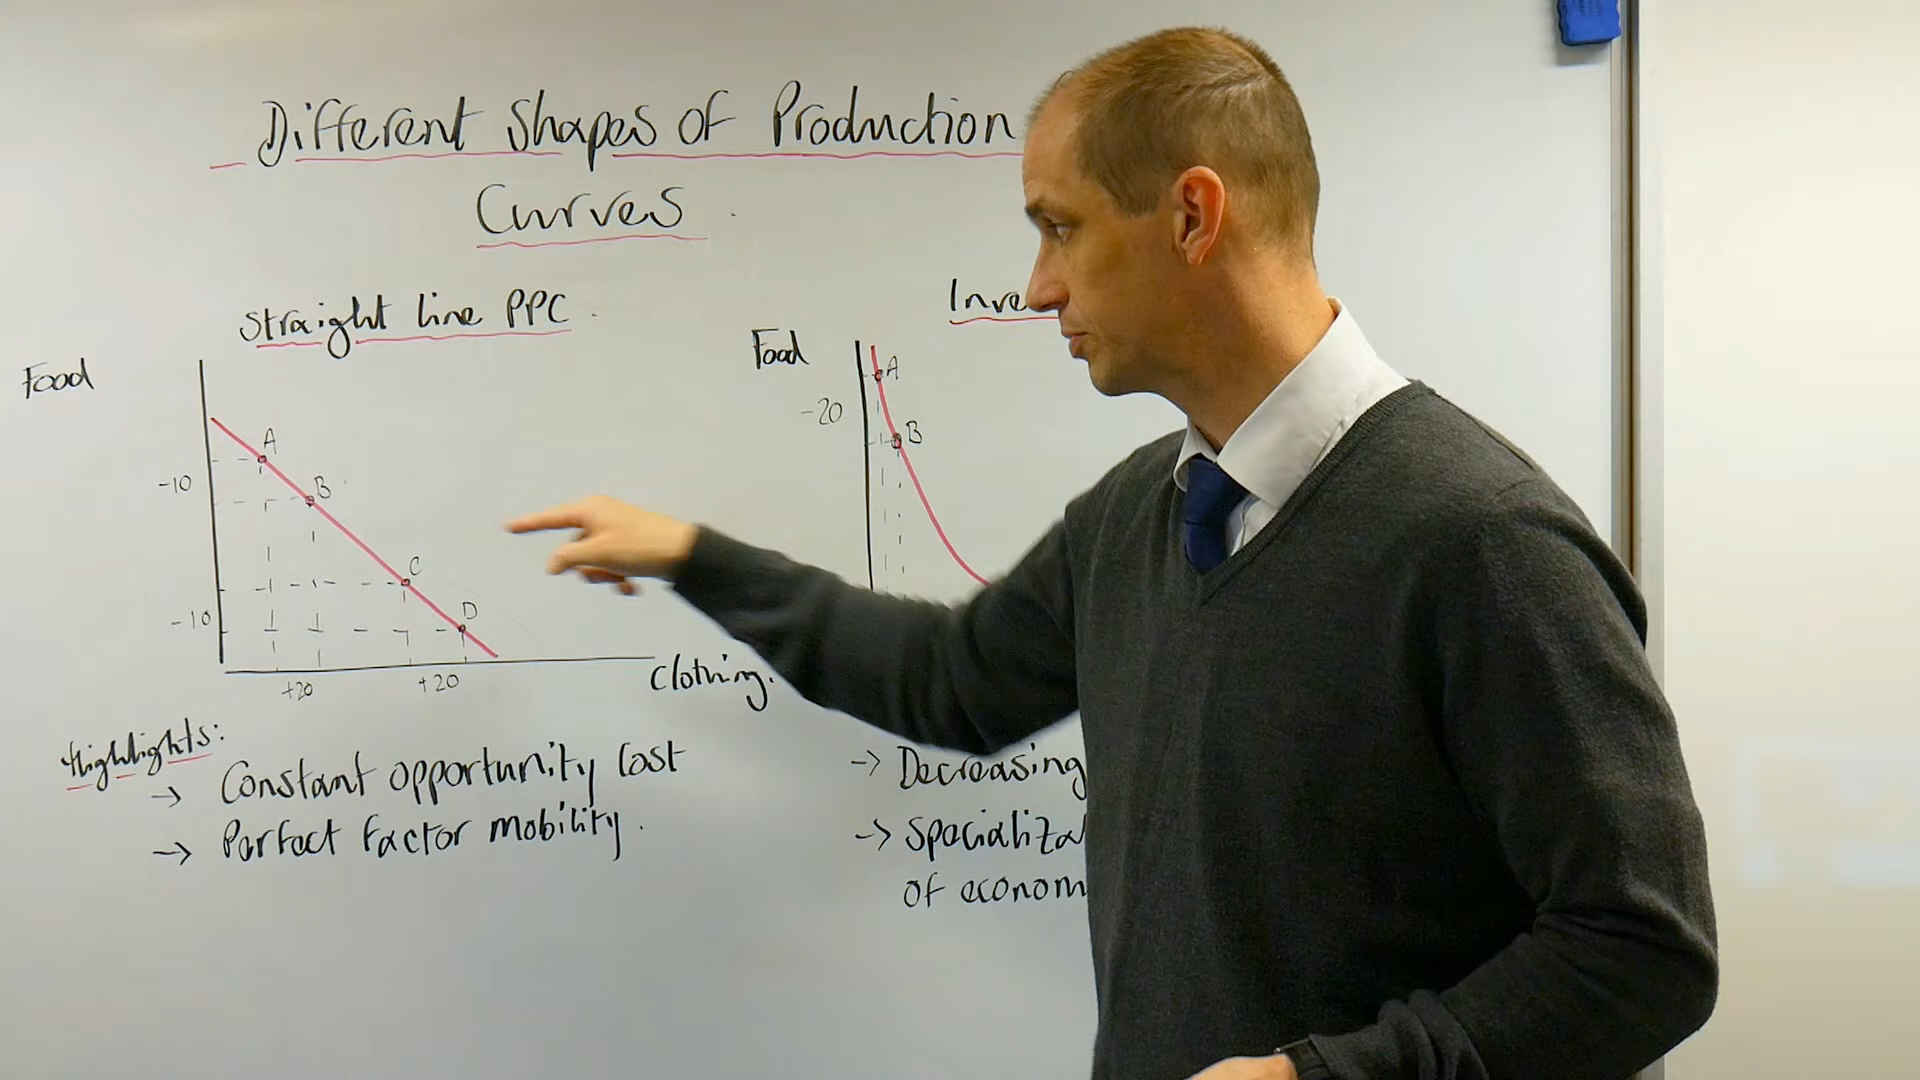 Different Shapes of Production
Curves
Straight line PPC
Food
A
-10
B
C
-10
D
+20 +20
Clothing.
Highlights:
→ Constant opportunity Cost
→ Perfect factor mobility.
Inve
Food
A
-20
B
→ Decreasing
→ Specializa
of econom